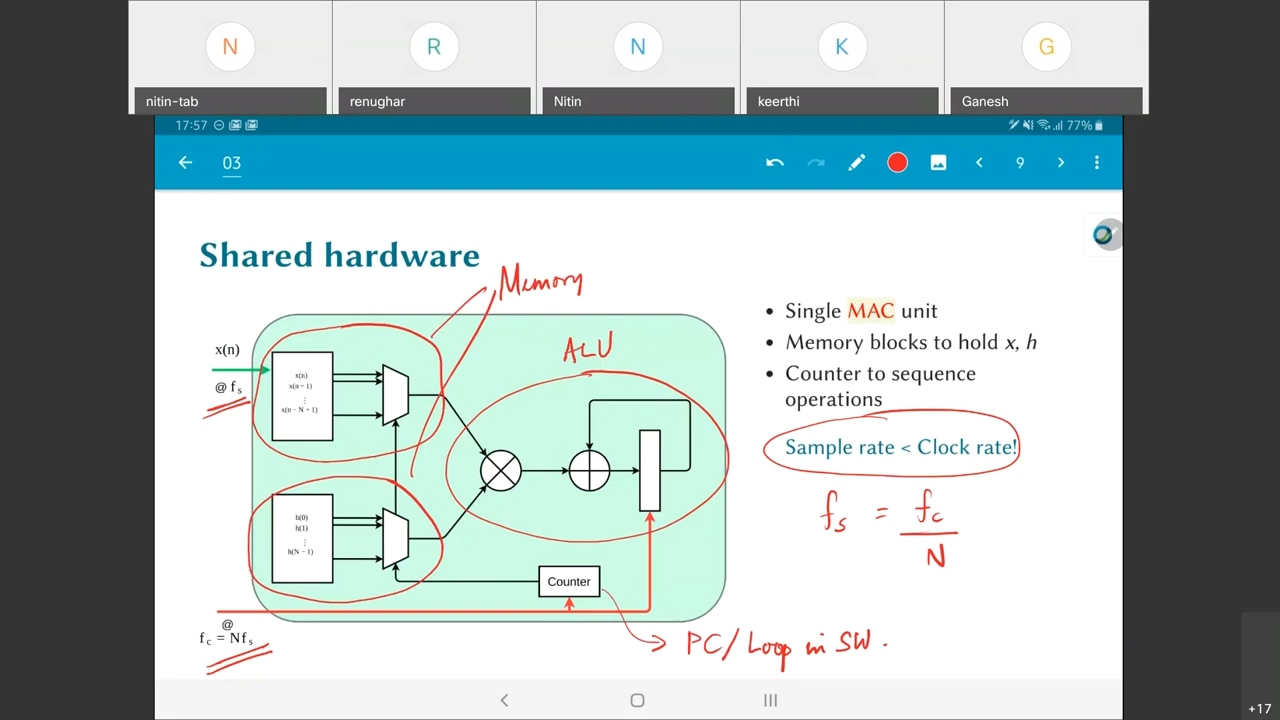 N
R
N
K
G
nitin-tab
renughar
Nitin
keerthi
Ganesh
17:57
77%
03
9
Shared hardware
Memory
ALU
x(n)
@ fs
x(n)
x(n − 1)
⋮
x(n − N + 1)
h(0)
h(1)
⋮
h(N − 1)
Counter
@
fc = Nfs
PC/Loop in SW.
• Single MAC unit
• Memory blocks to hold x, h
• Counter to sequence
operations
Sample rate < Clock rate!
fs = fc
N
+17